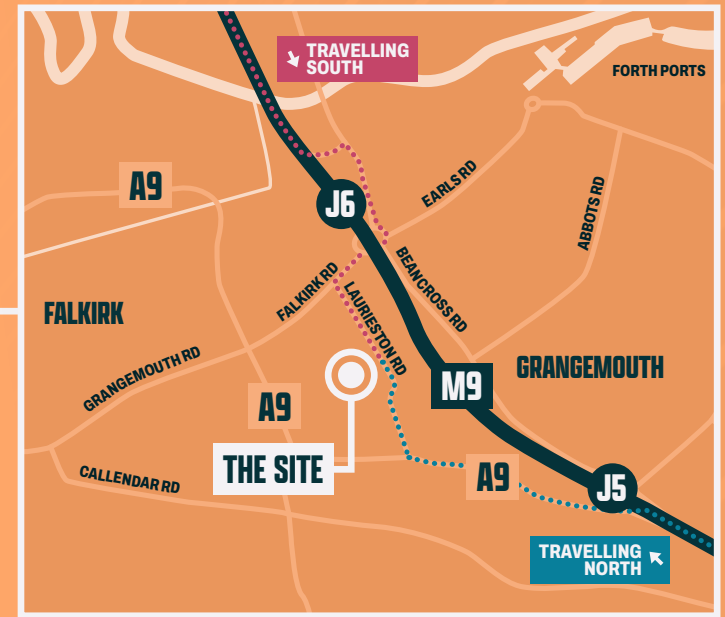 TRAVELLING
SOUTH
FORTH PORTS
A9
EARLS RD
ABBOTS RD
J6
FALKIRK RD
BEANCROSS RD
LAURIESTON RD
FALKIRK
GRANGEMOUTH RD
GRANGEMOUTH
M9
A9
THE SITE
CALLENDAR RD
A9
J5
TRAVELLING
NORTH